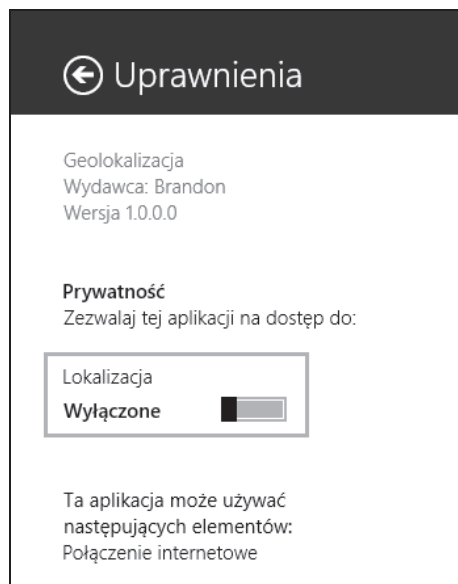 Uprawnienia
Geolokalizacja
Wydawca: Brandon
Wersja 1.0.0.0
Prywatność
Zezwalaj tej aplikacji na dostęp do:
Lokalizacja
Wyłączone
Ta aplikacja może używać
następujących elementów:
Połączenie internetowe